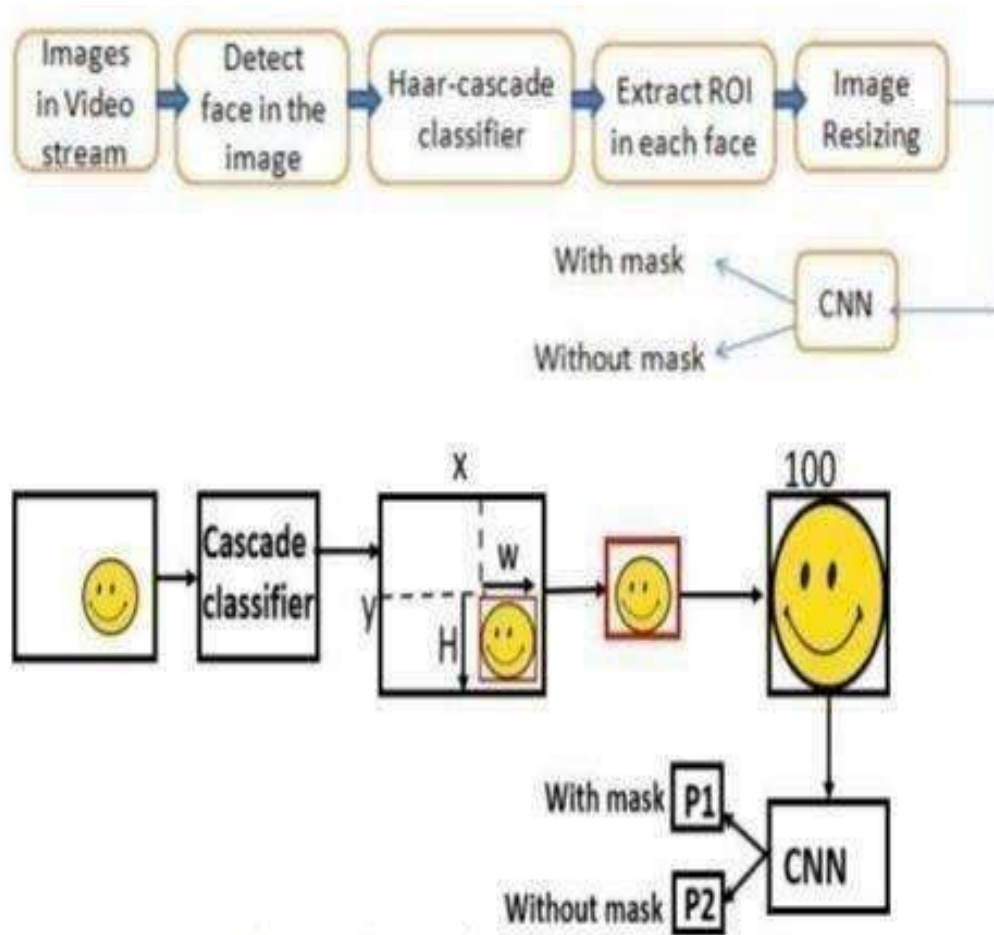 Images
in Video
stream
Detect
face in the
image
Haar-cascade
classifier
Extract ROI
in each face
Image
Resizing
With mask
CNN
Without mask
X
100
Cascade
classifier
W
y
H
With mask P1
CNN
Without mask P2